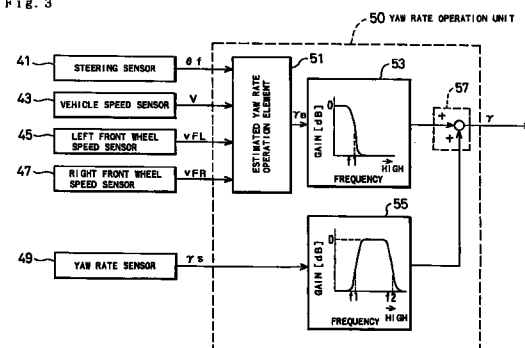 Fig. 3
50 YAW RATE OPERATION UNIT
41
STEERING SENSOR
θf
43
VEHICLE SPEED SENSOR
V
45
LEFT FRONT WHEEL
SPEED SENSOR
vFL
47
RIGHT FRONT WHEEL
SPEED SENSOR
vFR
49
YAW RATE SENSOR
γs
51
ESTIMATED YAW RATE
OPERATION ELEMENT
γe
53
GAIN [dB]
0
f1
HIGH
FREQUENCY
57
+
+
γ
55
GAIN [dB]
0
f1
f2
HIGH
FREQUENCY